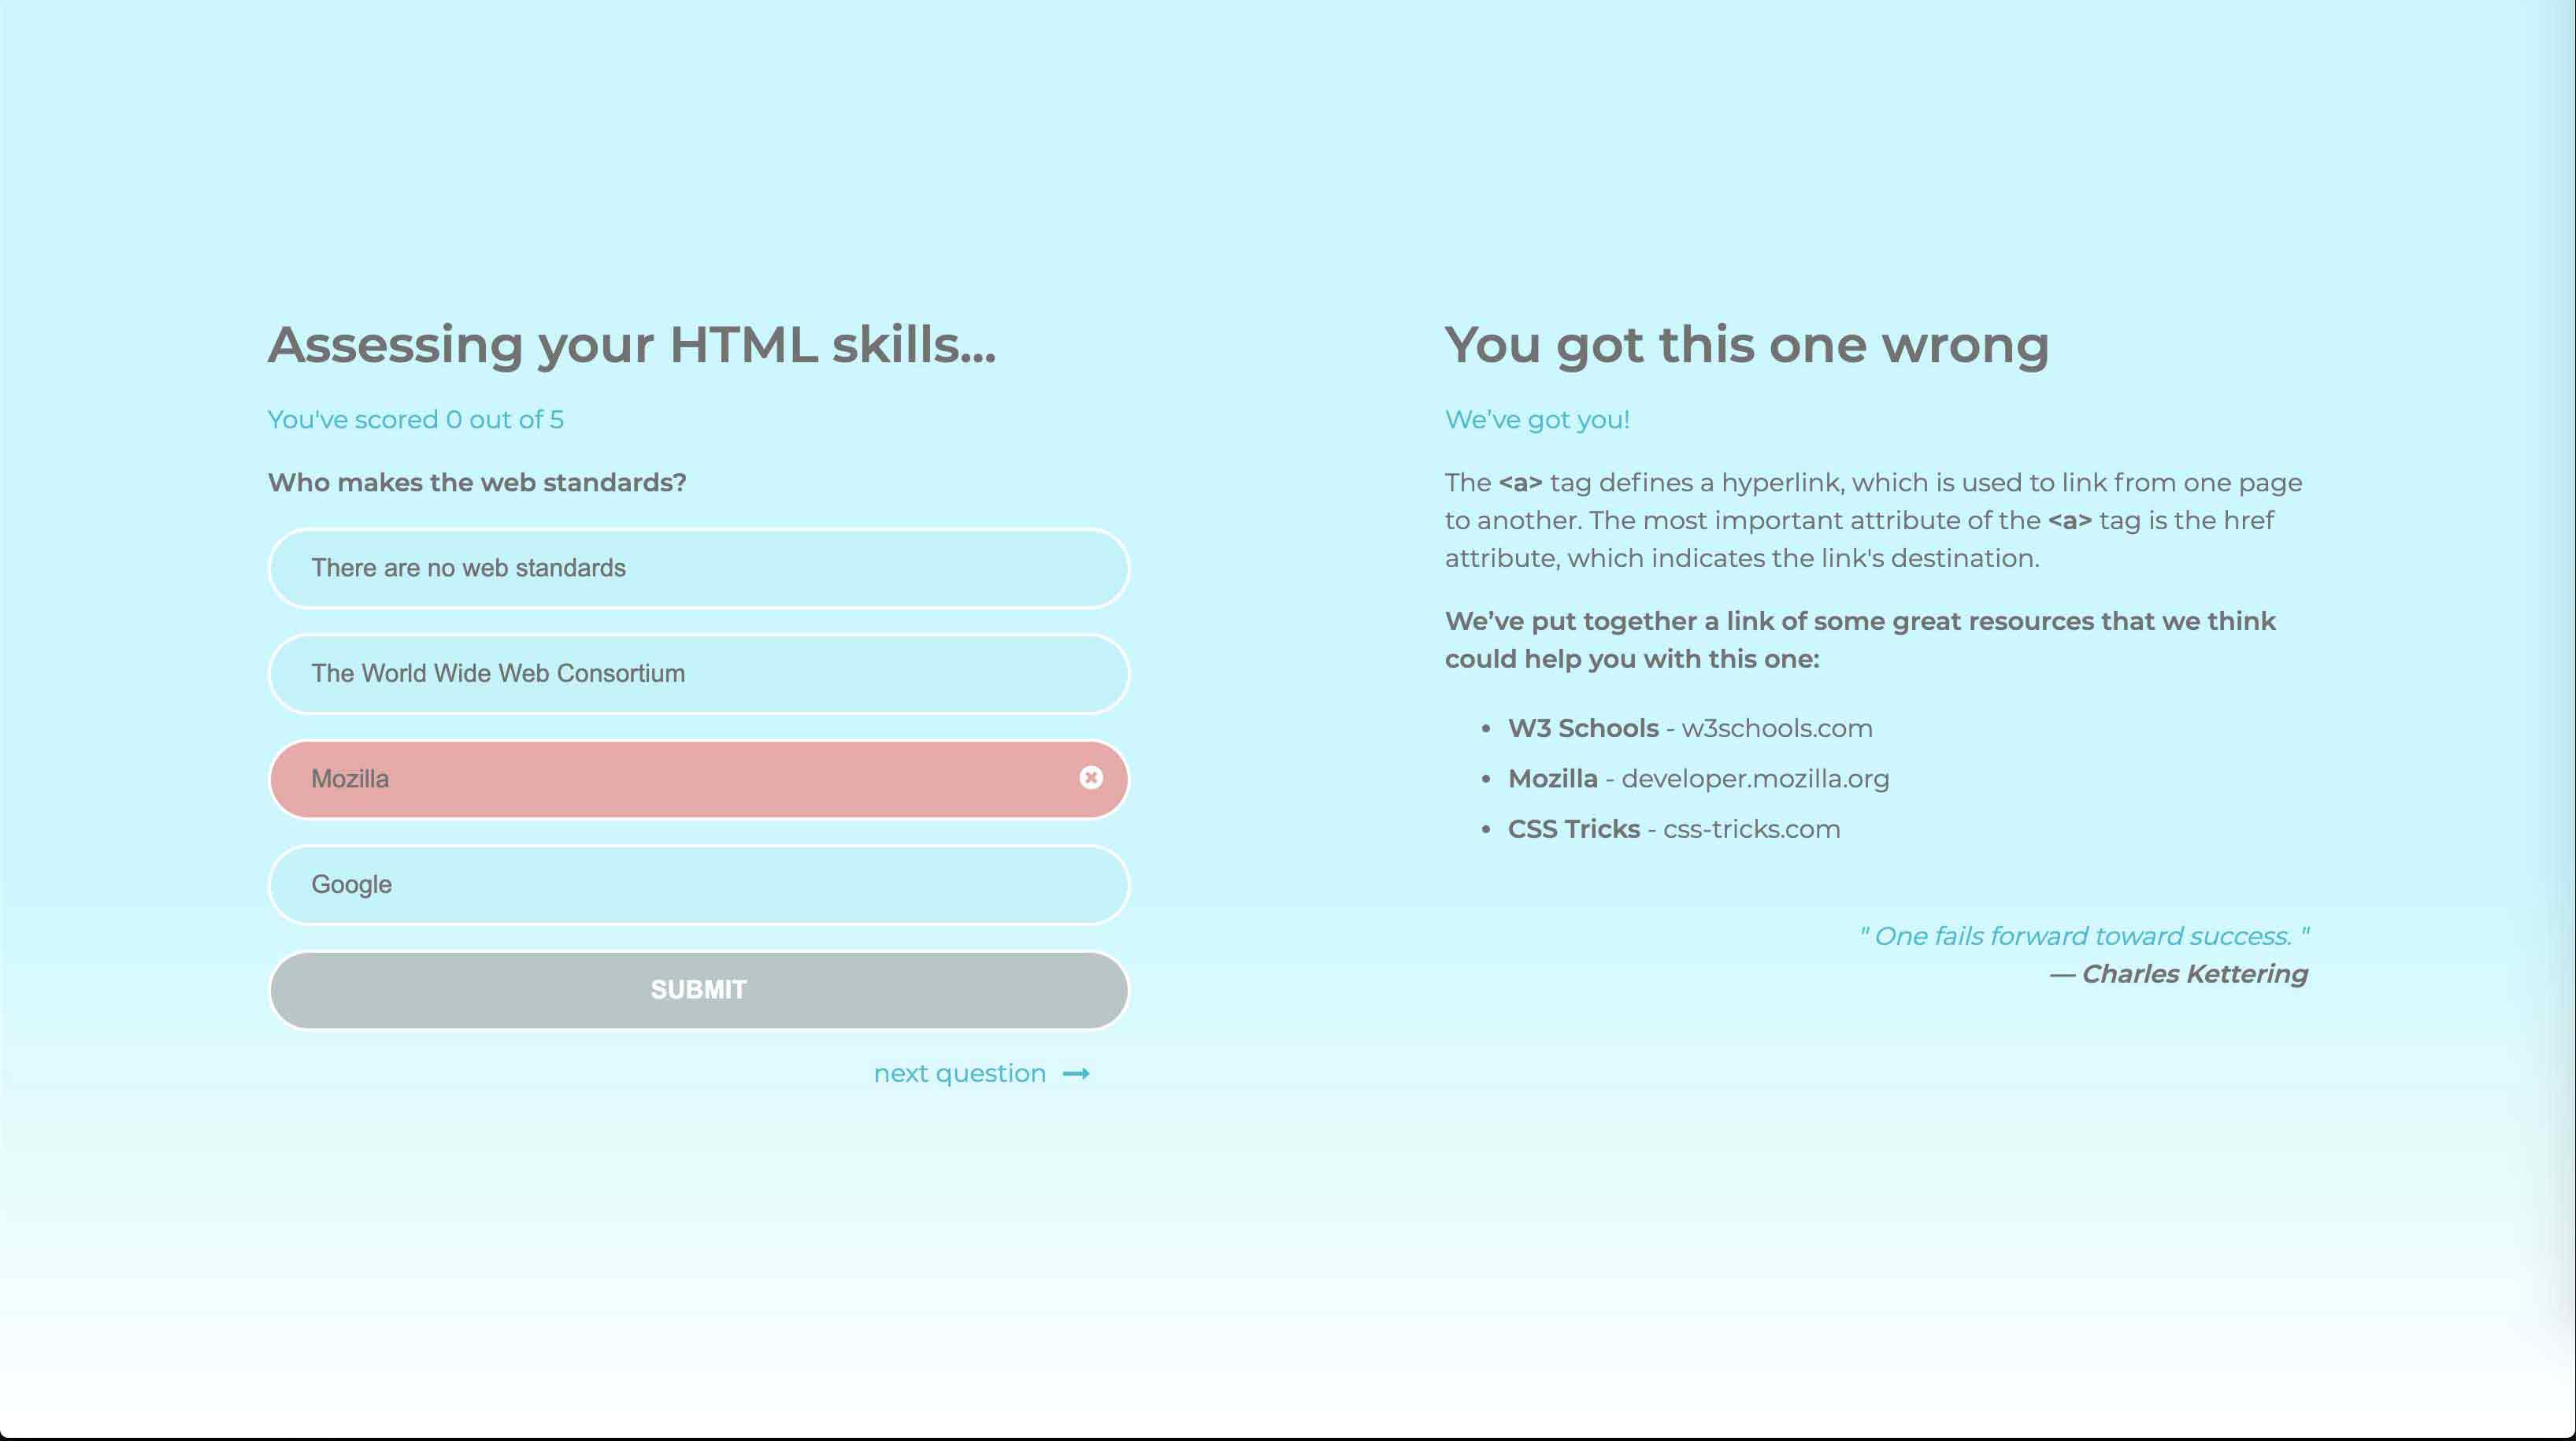 Assessing your HTML skills...
You've scored 0 out of 5
Who makes the web standards?
There are no web standards
The World Wide Web Consortium
Mozilla
Google
SUBMIT
next question
You got this one wrong
We’ve got you!
The <a> tag defines a hyperlink, which is used to link from one page
to another. The most important attribute of the <a> tag is the href
attribute, which indicates the link's destination.
We’ve put together a link of some great resources that we think
could help you with this one:
• W3 Schools - w3schools.com
• Mozilla - developer.mozilla.org
• CSS Tricks - css-tricks.com
" One fails forward toward success. "
— Charles Kettering